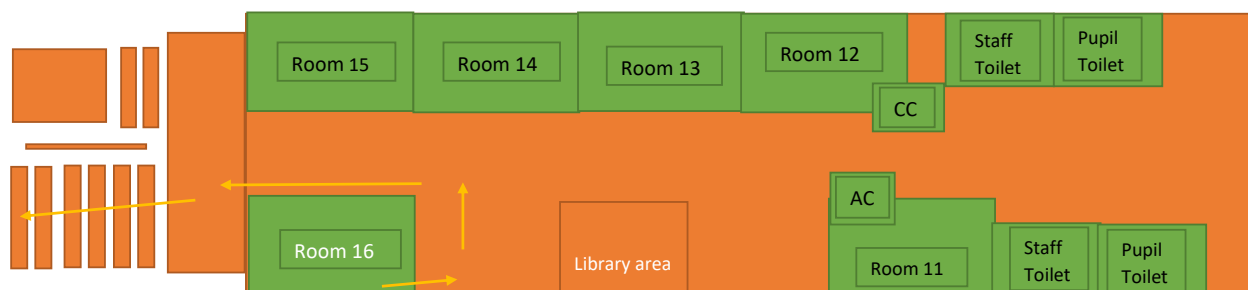 Room 15
Room 14
Room 13
Room 12
Staff
Toilet
Pupil
Toilet
CC
AC
Room 16
Library area
Room 11
Staff
Toilet
Pupil
Toilet